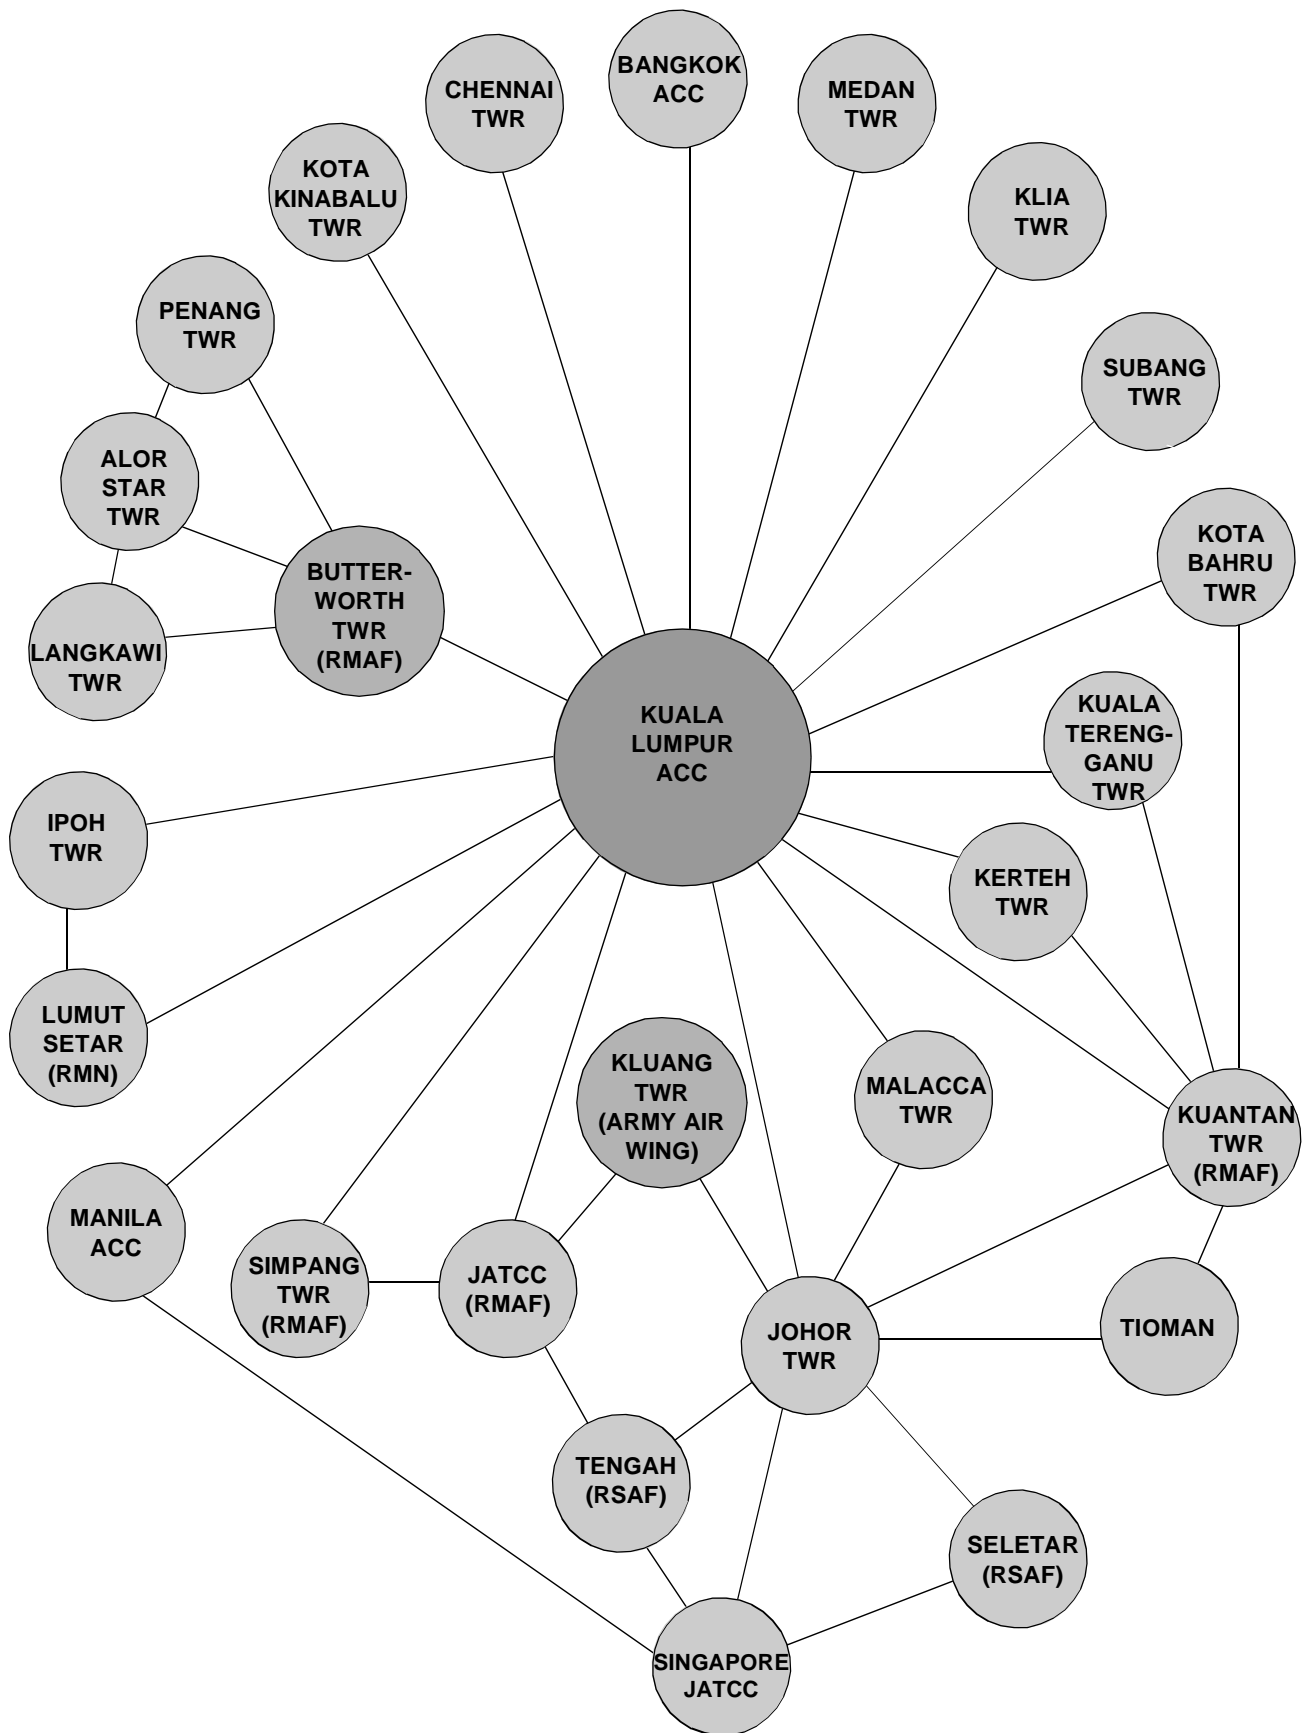 BANGKOK
ACC
CHENNAI
TWR
MEDAN
TWR
KOTA
KINABALU
TWR
KLIA
TWR
PENANG
TWR
SUBANG
TWR
ALOR
STAR
TWR
KOTA
BAHRU
TWR
BUTTER-
WORTH
TWR
(RMAF)
LANGKAWI
TWR
KUALA
LUMPUR
ACC
KUALA
TERENG-
GANU
TWR
IPOH
TWR
KERTEH
TWR
LUMUT
SETAR
(RMN)
KLUANG
TWR
(ARMY AIR
WING)
MALACCA
TWR
KUANTAN
TWR
(RMAF)
MANILA
ACC
SIMPANG
TWR
(RMAF)
JATCC
(RMAF)
JOHOR
TWR
TIOMAN
TENGAH
(RSAF)
SELETAR
(RSAF)
SINGAPORE
JATCC